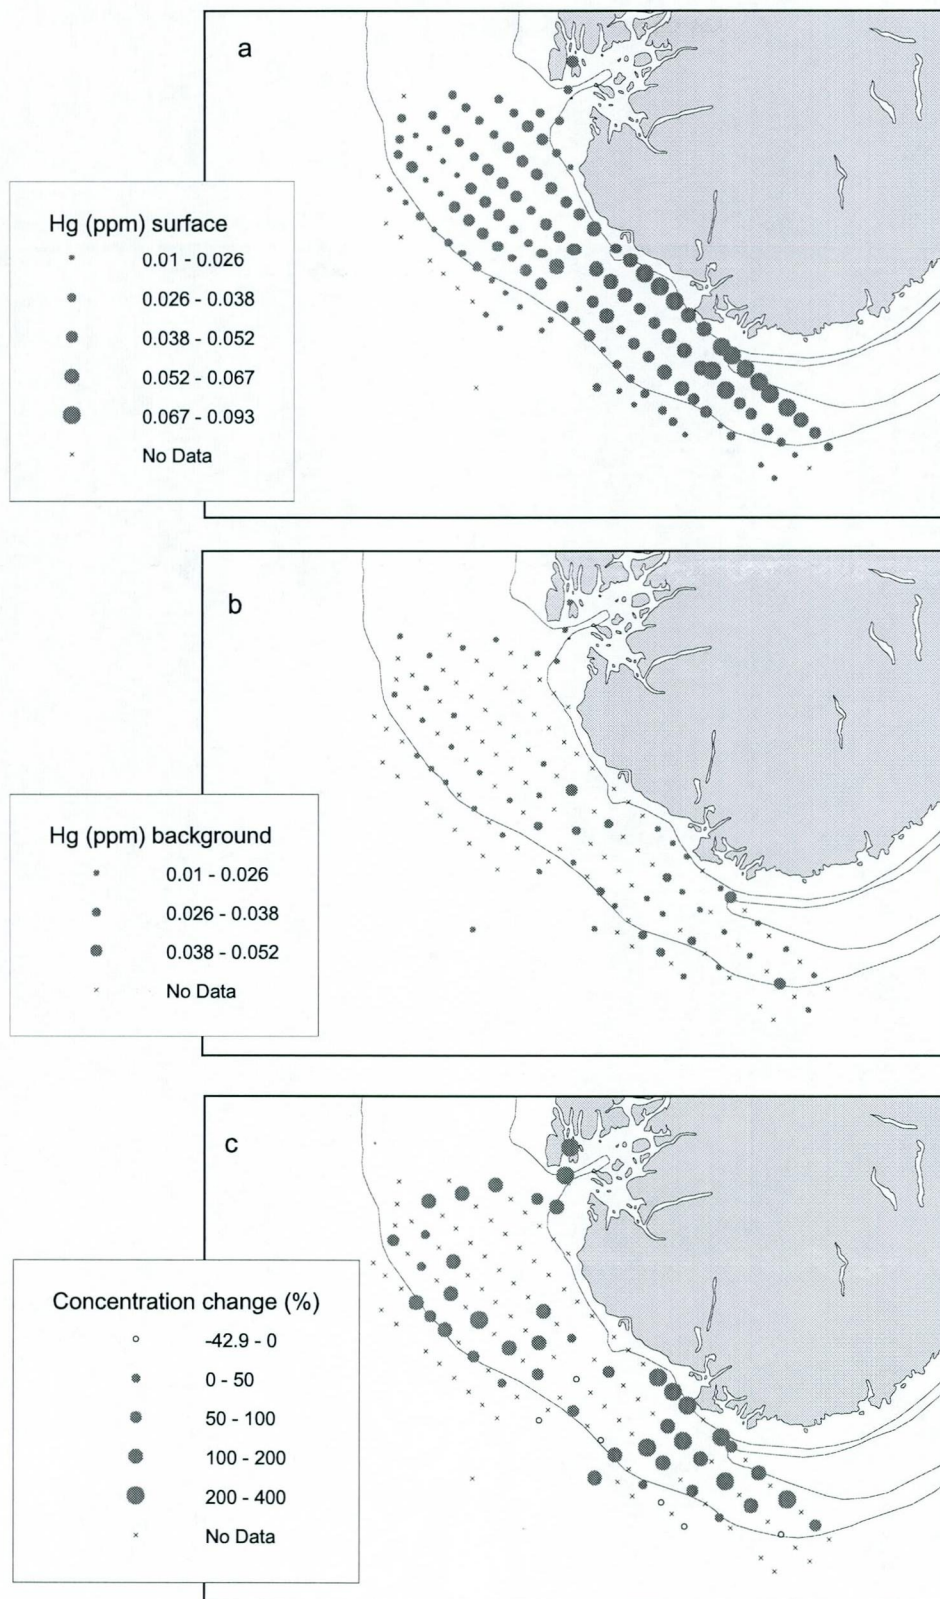 a
Hg (ppm) surface
0.01 - 0.026
0.026 - 0.038
0.038 - 0.052
0.052 - 0.067
0.067 - 0.093
No Data
b
Hg (ppm) background
0.01 - 0.026
0.026 - 0.038
0.038 - 0.052
No Data
c
Concentration change (%)
-42.9 - 0
0 - 50
50 - 100
100 - 200
200 - 400
No Data